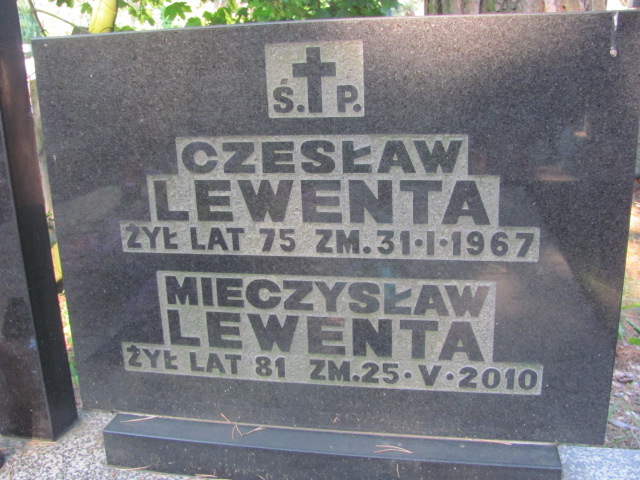 Ś. P.
CZESŁAW
LEWENTA
ŻYŁ LAT 75 ZM. 31·I·1967
MIECZYSŁAW
LEWENTA
ŻYŁ LAT 81 ZM. 25·V·2010